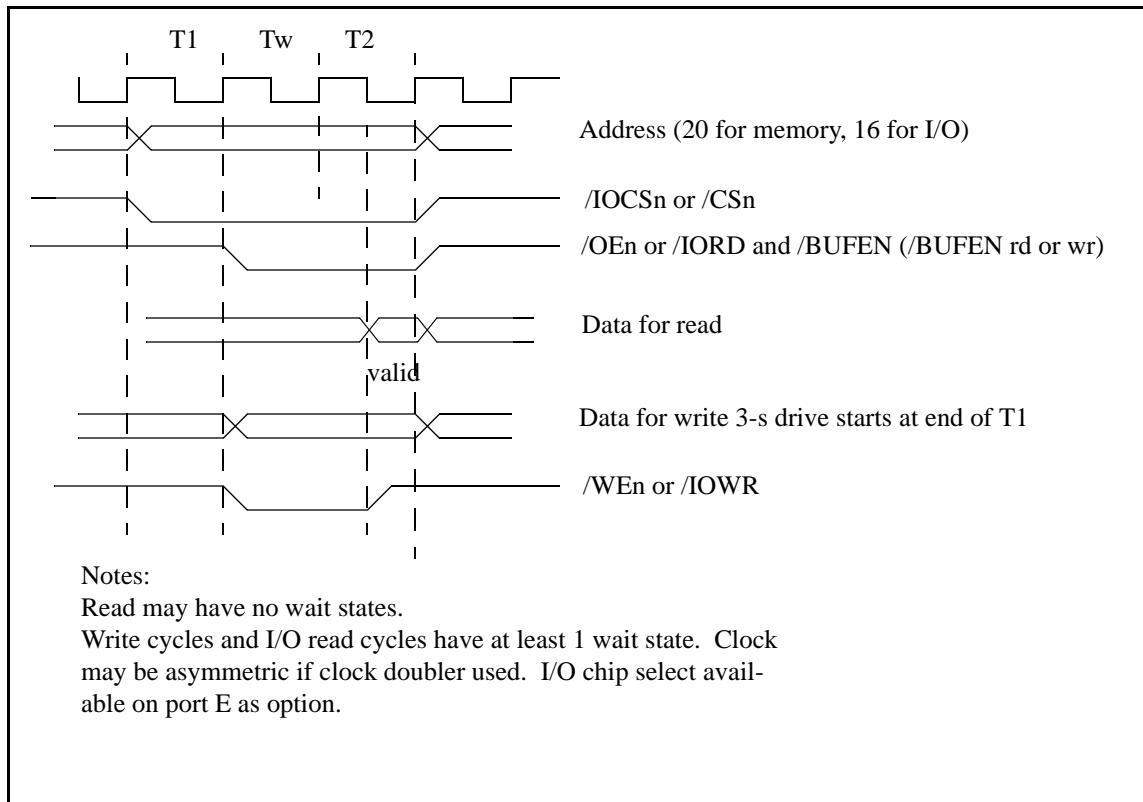 T1 Tw T2
Address (20 for memory, 16 for I/O)
/IOCSn or /CSn
/OEn or /IORD and /BUFEN (/BUFEN rd or wr)
Data for read
valid
Data for write 3-s drive starts at end of T1
/WEn or /IOWR
Notes:
Read may have no wait states.
Write cycles and I/O read cycles have at least 1 wait state.  Clock
may be asymmetric if clock doubler used.  I/O chip select avail-
able on port E as option.